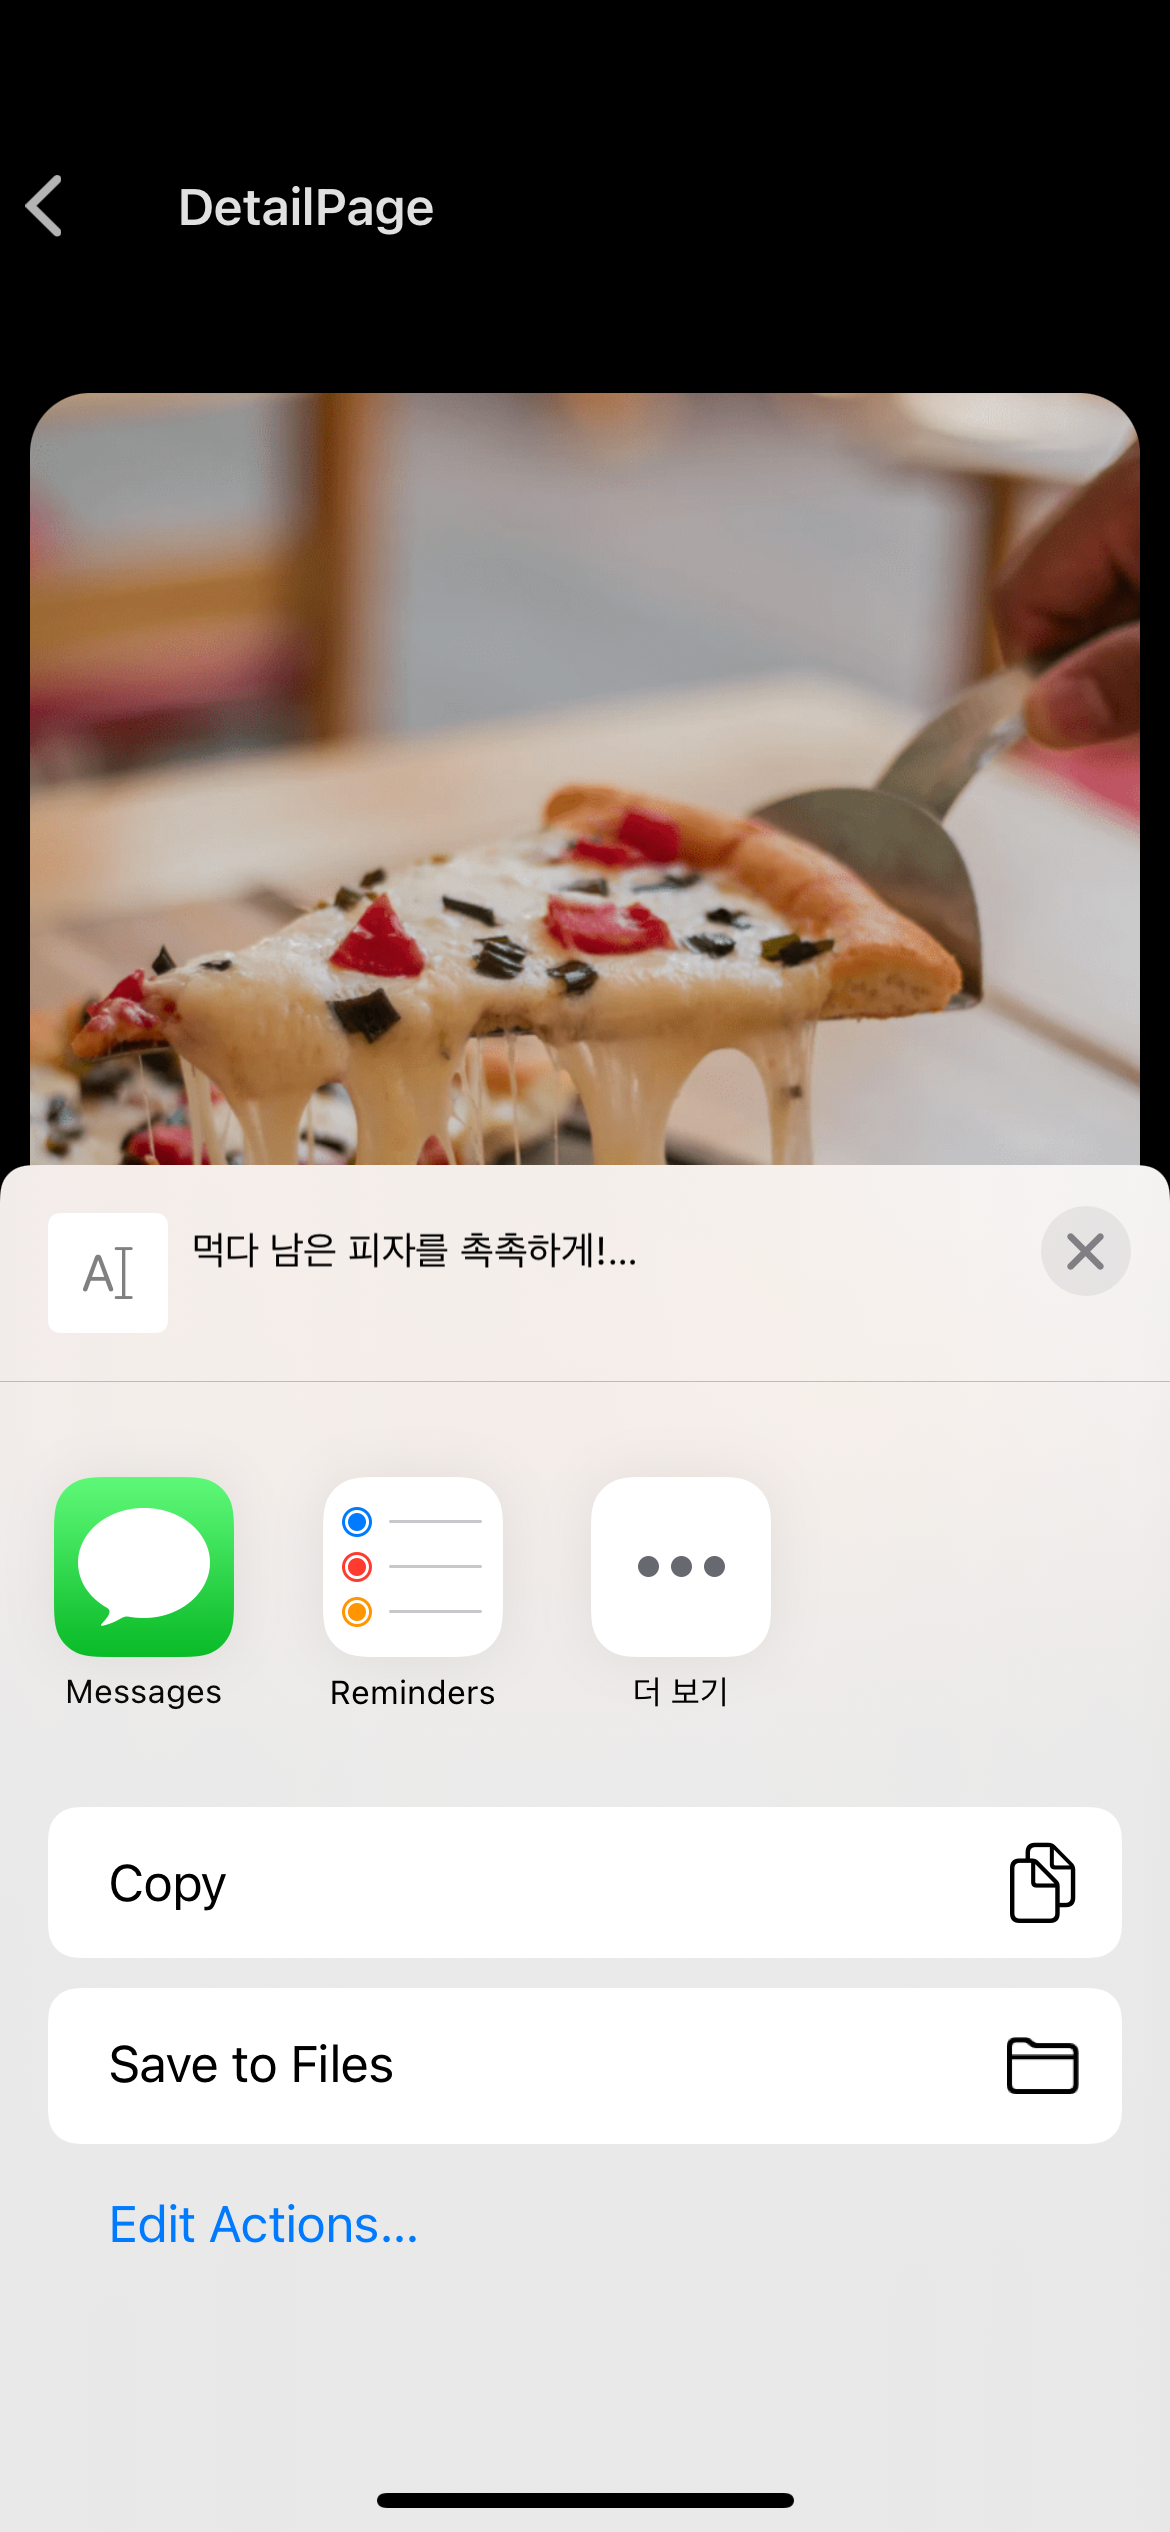 DetailPage
먹다 남은 피자를 촉촉하게!...
Messages
Reminders
더 보기
Copy
Save to Files
Edit Actions...